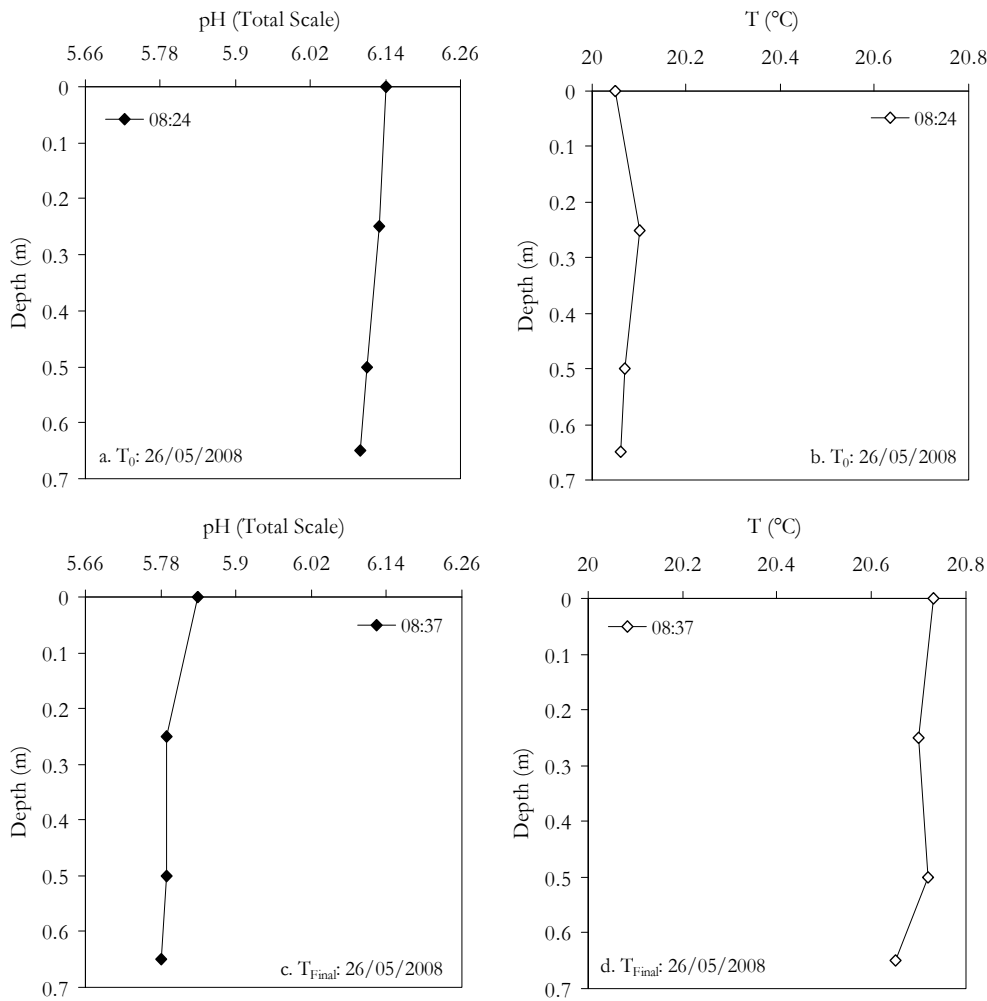 pH (Total Scale)
5.66 5.78 5.9 6.02 6.14 6.26
0
0.1
0.2
0.3
0.4
0.5
0.6
0.7
Depth (m)
08:24
a. T0: 26/05/2008
T (°C)
20 20.2 20.4 20.6 20.8
0
0.1
0.2
0.3
0.4
0.5
0.6
0.7
Depth (m)
08:24
b. T0: 26/05/2008
pH (Total Scale)
5.66 5.78 5.9 6.02 6.14 6.26
0
0.1
0.2
0.3
0.4
0.5
0.6
0.7
Depth (m)
08:37
c. TFinal: 26/05/2008
T (°C)
20 20.2 20.4 20.6 20.8
0
0.1
0.2
0.3
0.4
0.5
0.6
0.7
Depth (m)
08:37
d. TFinal: 26/05/2008